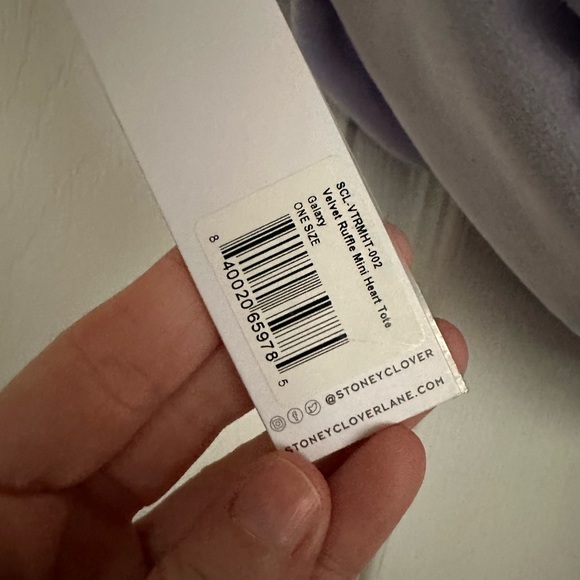 SCL-VTRMHT-002
Velvet Ruffle Mini Heart Tote
Galaxy
ONE SIZE
8 40020 65978 5
@STONEYCLOVER
STONEYCLOVERLANE.COM